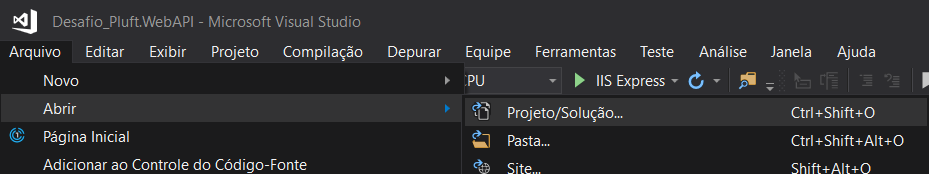 Desafio_Pluft.WebAPI - Microsoft Visual Studio
Arquivo Editar Exibir Projeto Compilação Depurar Equipe Ferramentas Teste Análise Janela Ajuda
Novo CPU IIS Express
Abrir Projeto/Solução... Ctrl+Shift+O
Página Inicial Pasta... Ctrl+Shift+Alt+O
Adicionar ao Controle do Código-Fonte Site... Shift+Alt+O